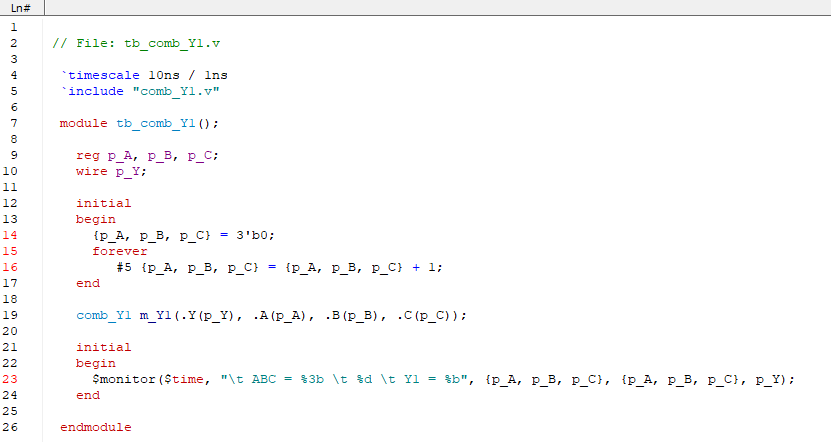 Ln#
1
2 // File: tb_comb_Y1.v
3
4 `timescale 10ns / 1ns
5 `include "comb_Y1.v"
6
7 module tb_comb_Y1();
8
9 reg p_A, p_B, p_C;
10 wire p_Y;
11
12 initial
13 begin
14 {p_A, p_B, p_C} = 3'b0;
15 forever
16 #5 {p_A, p_B, p_C} = {p_A, p_B, p_C} + 1;
17 end
18
19 comb_Y1 m_Y1(.Y(p_Y), .A(p_A), .B(p_B), .C(p_C));
20
21 initial
22 begin
23 $monitor($time, "\t ABC = %3b \t %d \t Y1 = %b", {p_A, p_B, p_C}, {p_A, p_B, p_C}, p_Y);
24 end
25
26 endmodule